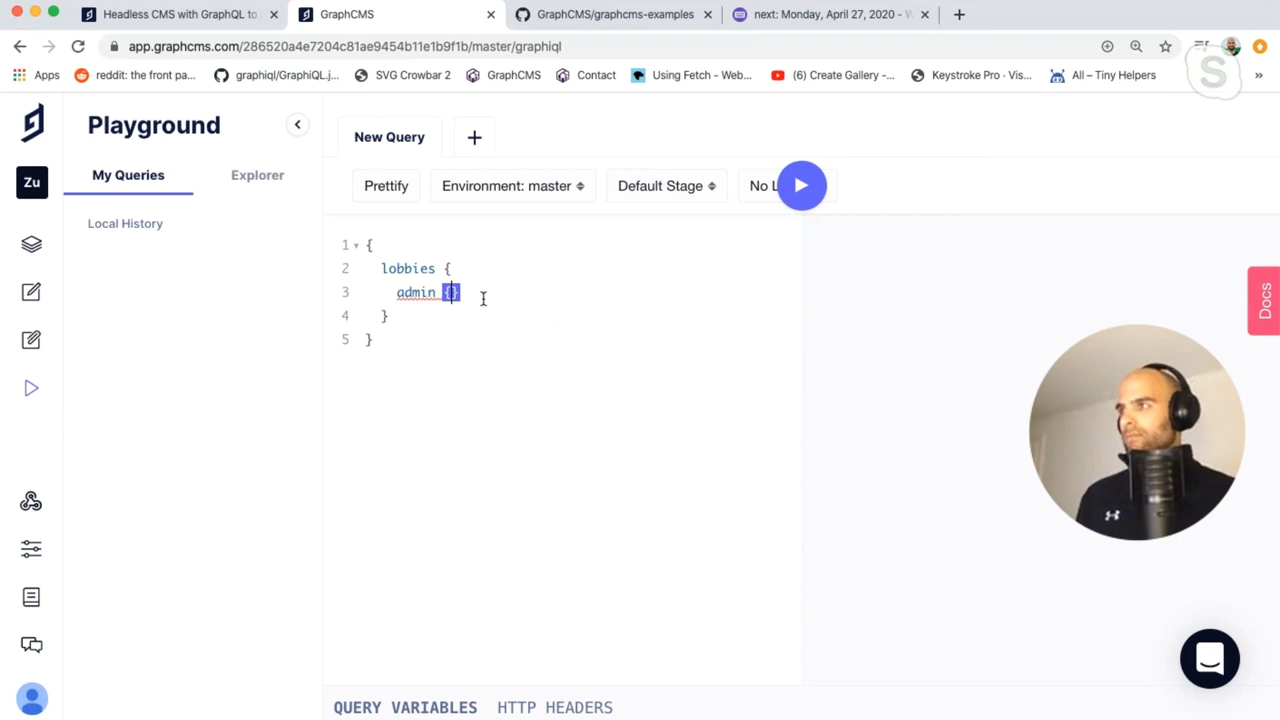 Headless CMS with GraphQL to
GraphCMS
GraphCMS/graphcms-examples
next: Monday, April 27, 2020 - W
app.graphcms.com/286520a4e7204c81ae9454b11e1b9f1b/master/graphiql
Apps
reddit: the front pa...
graphiql/GraphiQL.j...
SVG Crowbar 2
GraphCMS
Contact
Using Fetch - Web...
(6) Create Gallery -...
Keystroke Pro · Vis...
All – Tiny Helpers
»
S
Playground
New Query
Zu
My Queries
Explorer
Prettify
Environment: master
Default Stage
No L
Local History
1 {
2 lobbies {
3 admin {}
4 }
5 }
Docs
QUERY VARIABLES HTTP HEADERS